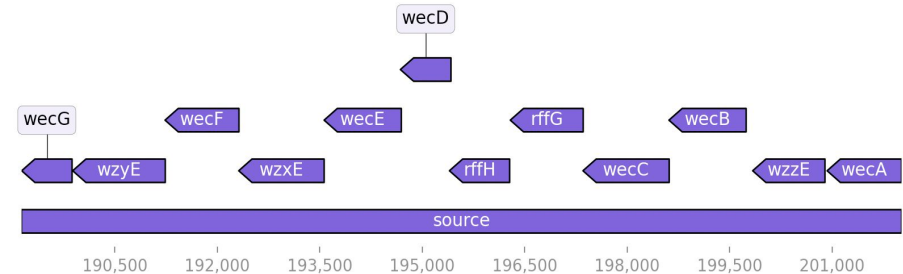 wecD
wecG
wecF
wecE
rffG
wecB
wzyE
wzxE
rffH
wecC
wzzE
wecA
source
190,500
192,000
193,500
195,000
196,500
198,000
199,500
201,000